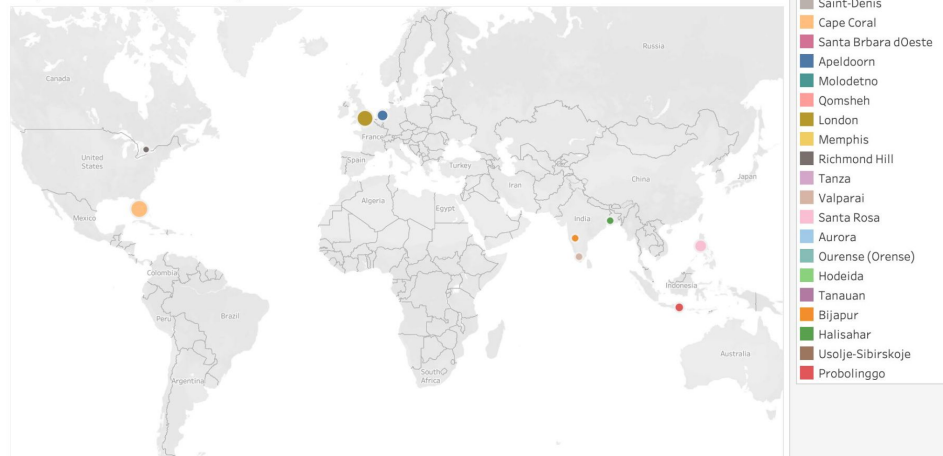 Russia
Canada
France
United
States
Spain
Turkey
China
Japan
Iran
Algeria
Egypt
Mexico
India
Colombia
Indonesia
Peru
Brazil
Australia
South
Africa
Argentina
Saint-Denis
Cape Coral
Santa Brbara dOeste
Apeldoorn
Molodetno
Qomsheh
London
Memphis
Richmond Hill
Tanza
Valparai
Santa Rosa
Aurora
Ourense (Orense)
Hodeida
Tanauan
Bijapur
Halisahar
Usolje-Sibirskoje
Probolinggo